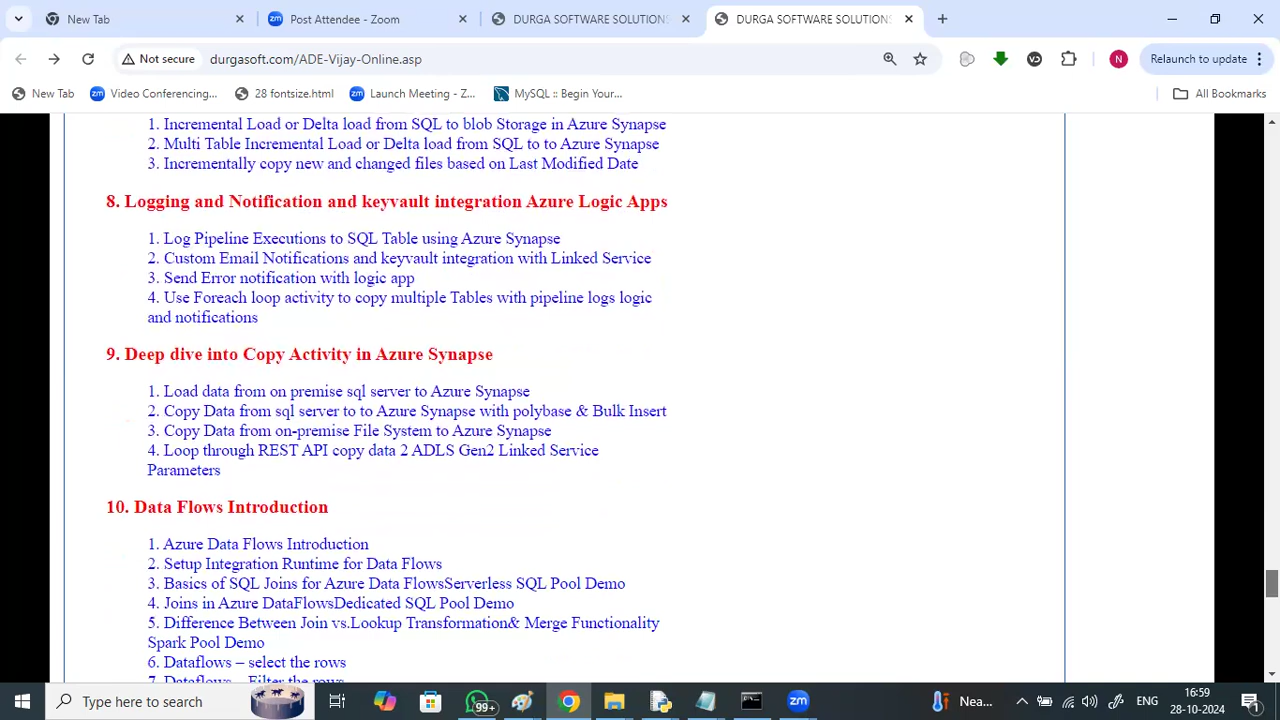 New Tab
Post Attendee - Zoom
DURGA SOFTWARE SOLUTIONS
DURGA SOFTWARE SOLUTIONS
Not secure
durgasoft.com/ADE-Vijay-Online.asp
N
Relaunch to update
New Tab
Video Conferencing...
28 fontsize.html
Launch Meeting - Z...
MySQL :: Begin Your...
All Bookmarks
1. Incremental Load or Delta load from SQL to blob Storage in Azure Synapse
2. Multi Table Incremental Load or Delta load from SQL to to Azure Synapse
3. Incrementally copy new and changed files based on Last Modified Date
8. Logging and Notification and keyvault integration Azure Logic Apps
1. Log Pipeline Executions to SQL Table using Azure Synapse
2. Custom Email Notifications and keyvault integration with Linked Service
3. Send Error notification with logic app
4. Use Foreach loop activity to copy multiple Tables with pipeline logs logic
and notifications
9. Deep dive into Copy Activity in Azure Synapse
1. Load data from on premise sql server to Azure Synapse
2. Copy Data from sql server to to Azure Synapse with polybase & Bulk Insert
3. Copy Data from on-premise File System to Azure Synapse
4. Loop through REST API copy data 2 ADLS Gen2 Linked Service
Parameters
10. Data Flows Introduction
1. Azure Data Flows Introduction
2. Setup Integration Runtime for Data Flows
3. Basics of SQL Joins for Azure Data FlowsServerless SQL Pool Demo
4. Joins in Azure DataFlowsDedicated SQL Pool Demo
5. Difference Between Join vs.Lookup Transformation& Merge Functionality
Spark Pool Demo
6. Dataflows – select the rows
7. Dataflows – Filter the rows
Type here to search
99+
Nea...
ENG
16:59
28-10-2024
1